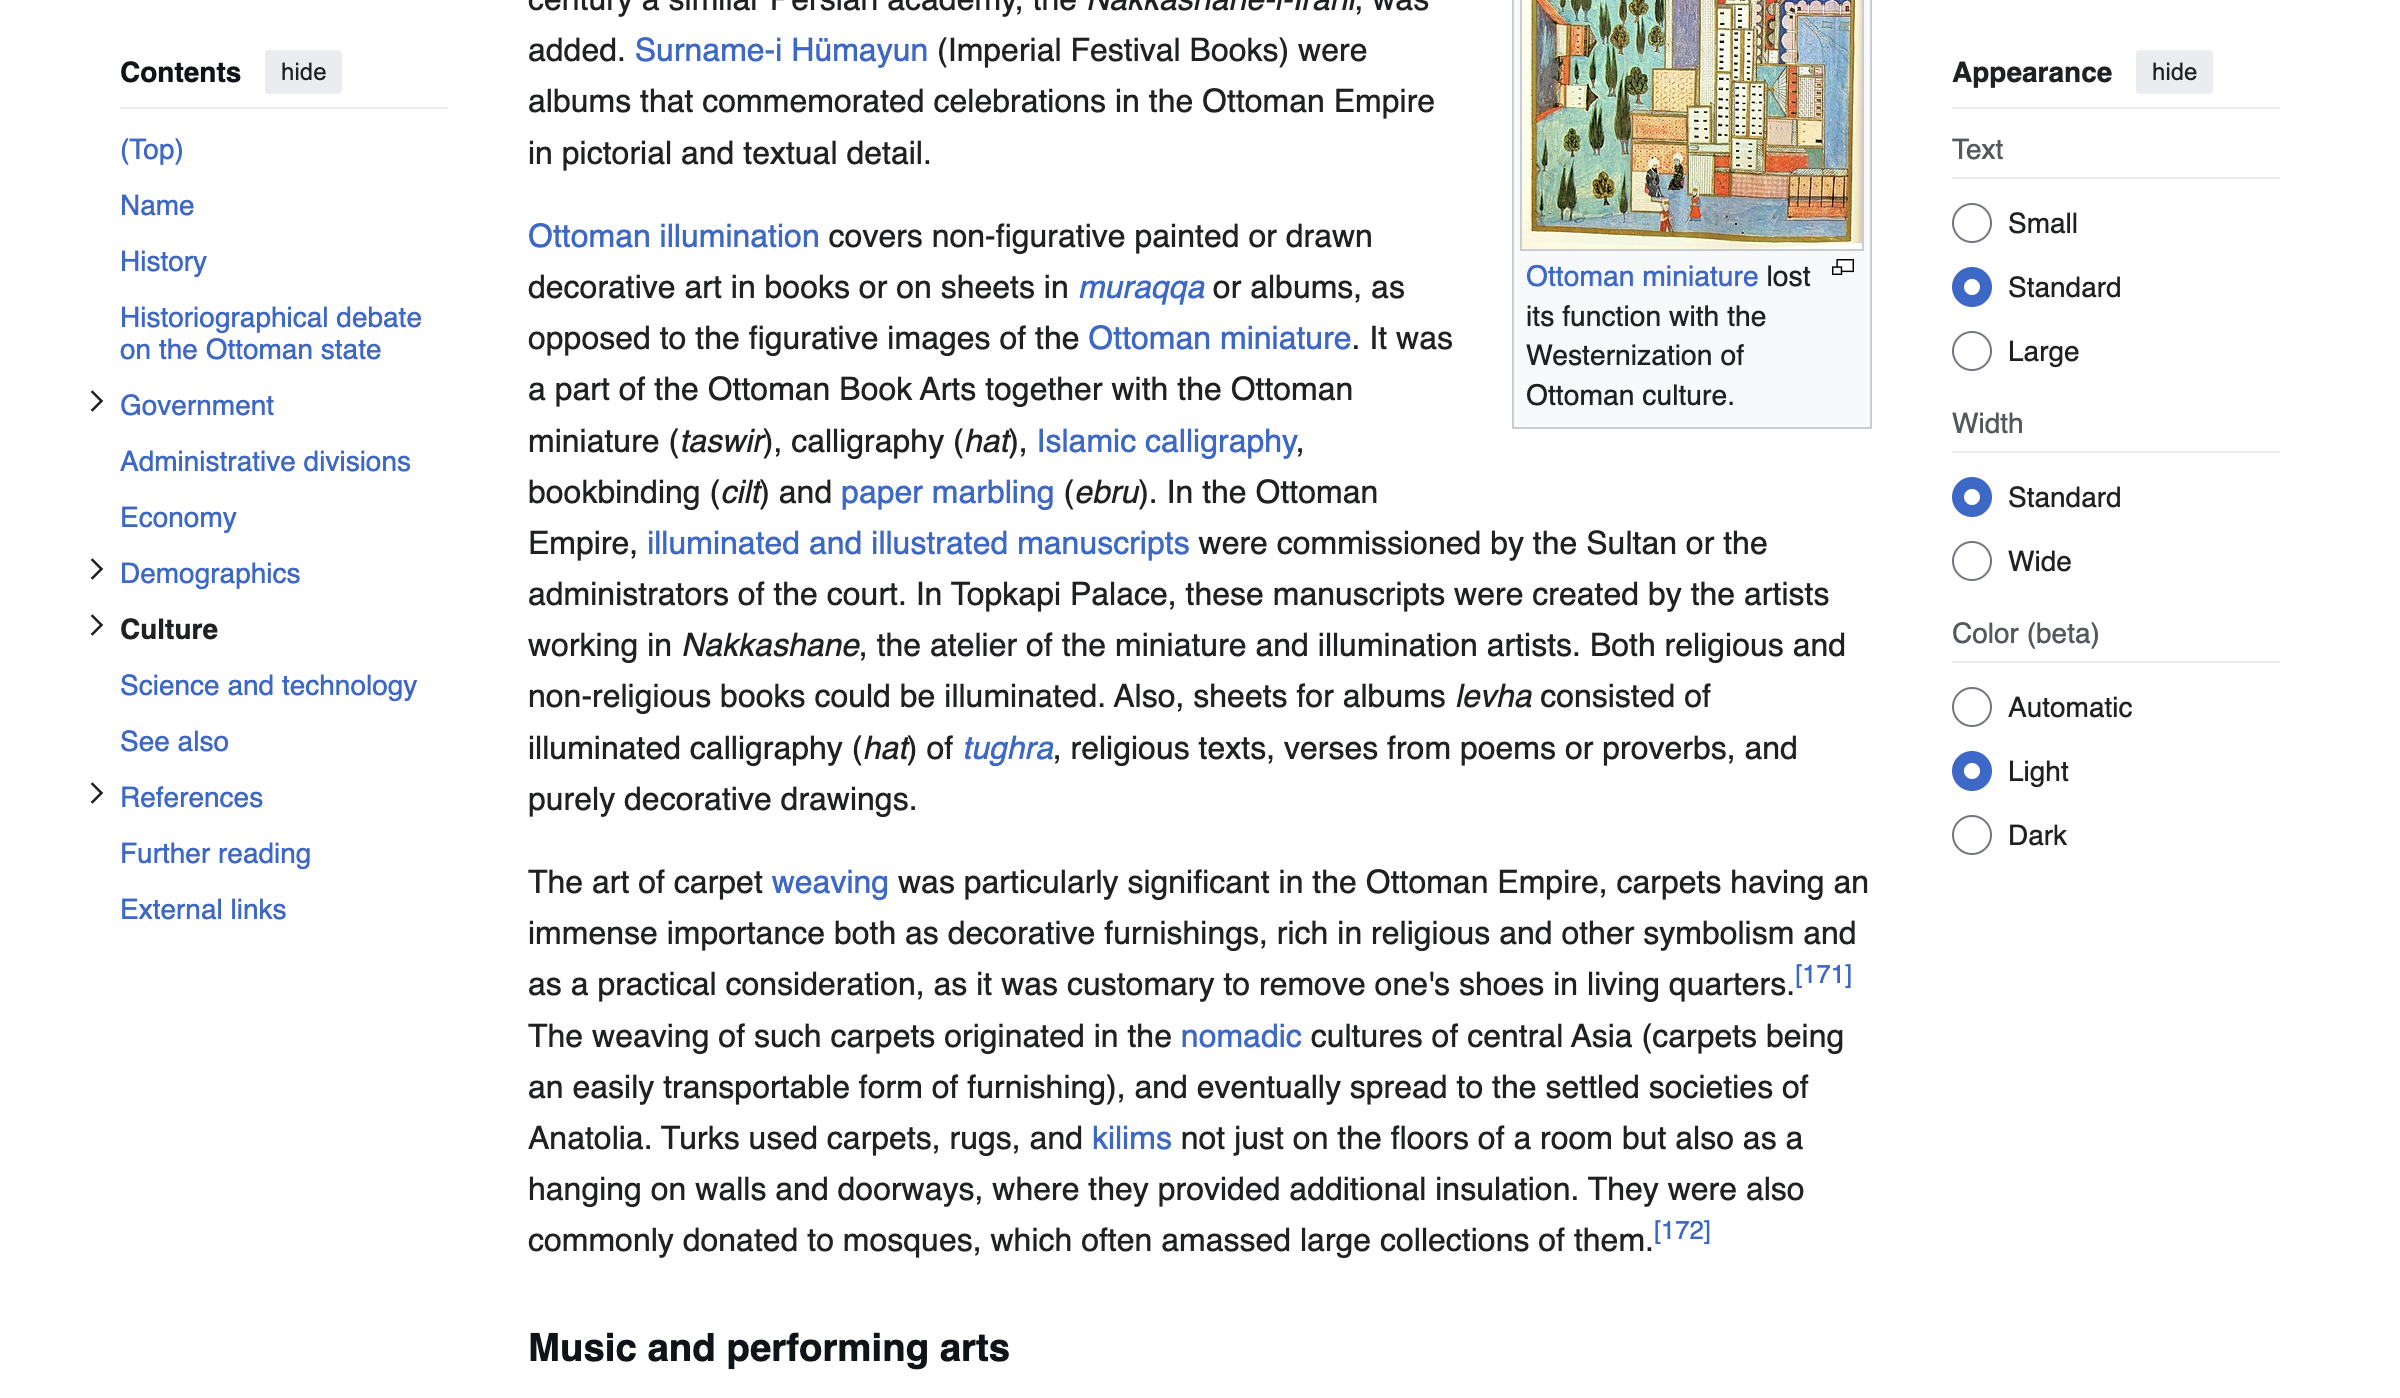 Contents hide
(Top)
Name
History
Historiographical debate
on the Ottoman state
Government
Administrative divisions
Economy
Demographics
Culture
Science and technology
See also
References
Further reading
External links
century a similar Persian academy, the Nakkashane-i-Irani, was
added. Surname-i Hümayun (Imperial Festival Books) were
albums that commemorated celebrations in the Ottoman Empire
in pictorial and textual detail.
Ottoman illumination covers non-figurative painted or drawn
decorative art in books or on sheets in muraqqa or albums, as
opposed to the figurative images of the Ottoman miniature. It was
a part of the Ottoman Book Arts together with the Ottoman
miniature (taswir), calligraphy (hat), Islamic calligraphy,
bookbinding (cilt) and paper marbling (ebru). In the Ottoman
Empire, illuminated and illustrated manuscripts were commissioned by the Sultan or the
administrators of the court. In Topkapi Palace, these manuscripts were created by the artists
working in Nakkashane, the atelier of the miniature and illumination artists. Both religious and
non-religious books could be illuminated. Also, sheets for albums levha consisted of
illuminated calligraphy (hat) of tughra, religious texts, verses from poems or proverbs, and
purely decorative drawings.
The art of carpet weaving was particularly significant in the Ottoman Empire, carpets having an
immense importance both as decorative furnishings, rich in religious and other symbolism and
as a practical consideration, as it was customary to remove one's shoes in living quarters.[171]
The weaving of such carpets originated in the nomadic cultures of central Asia (carpets being
an easily transportable form of furnishing), and eventually spread to the settled societies of
Anatolia. Turks used carpets, rugs, and kilims not just on the floors of a room but also as a
hanging on walls and doorways, where they provided additional insulation. They were also
commonly donated to mosques, which often amassed large collections of them.[172]
Music and performing arts
Ottoman miniature lost
its function with the
Westernization of
Ottoman culture.
Appearance hide
Text
Small
Standard
Large
Width
Standard
Wide
Color (beta)
Automatic
Light
Dark